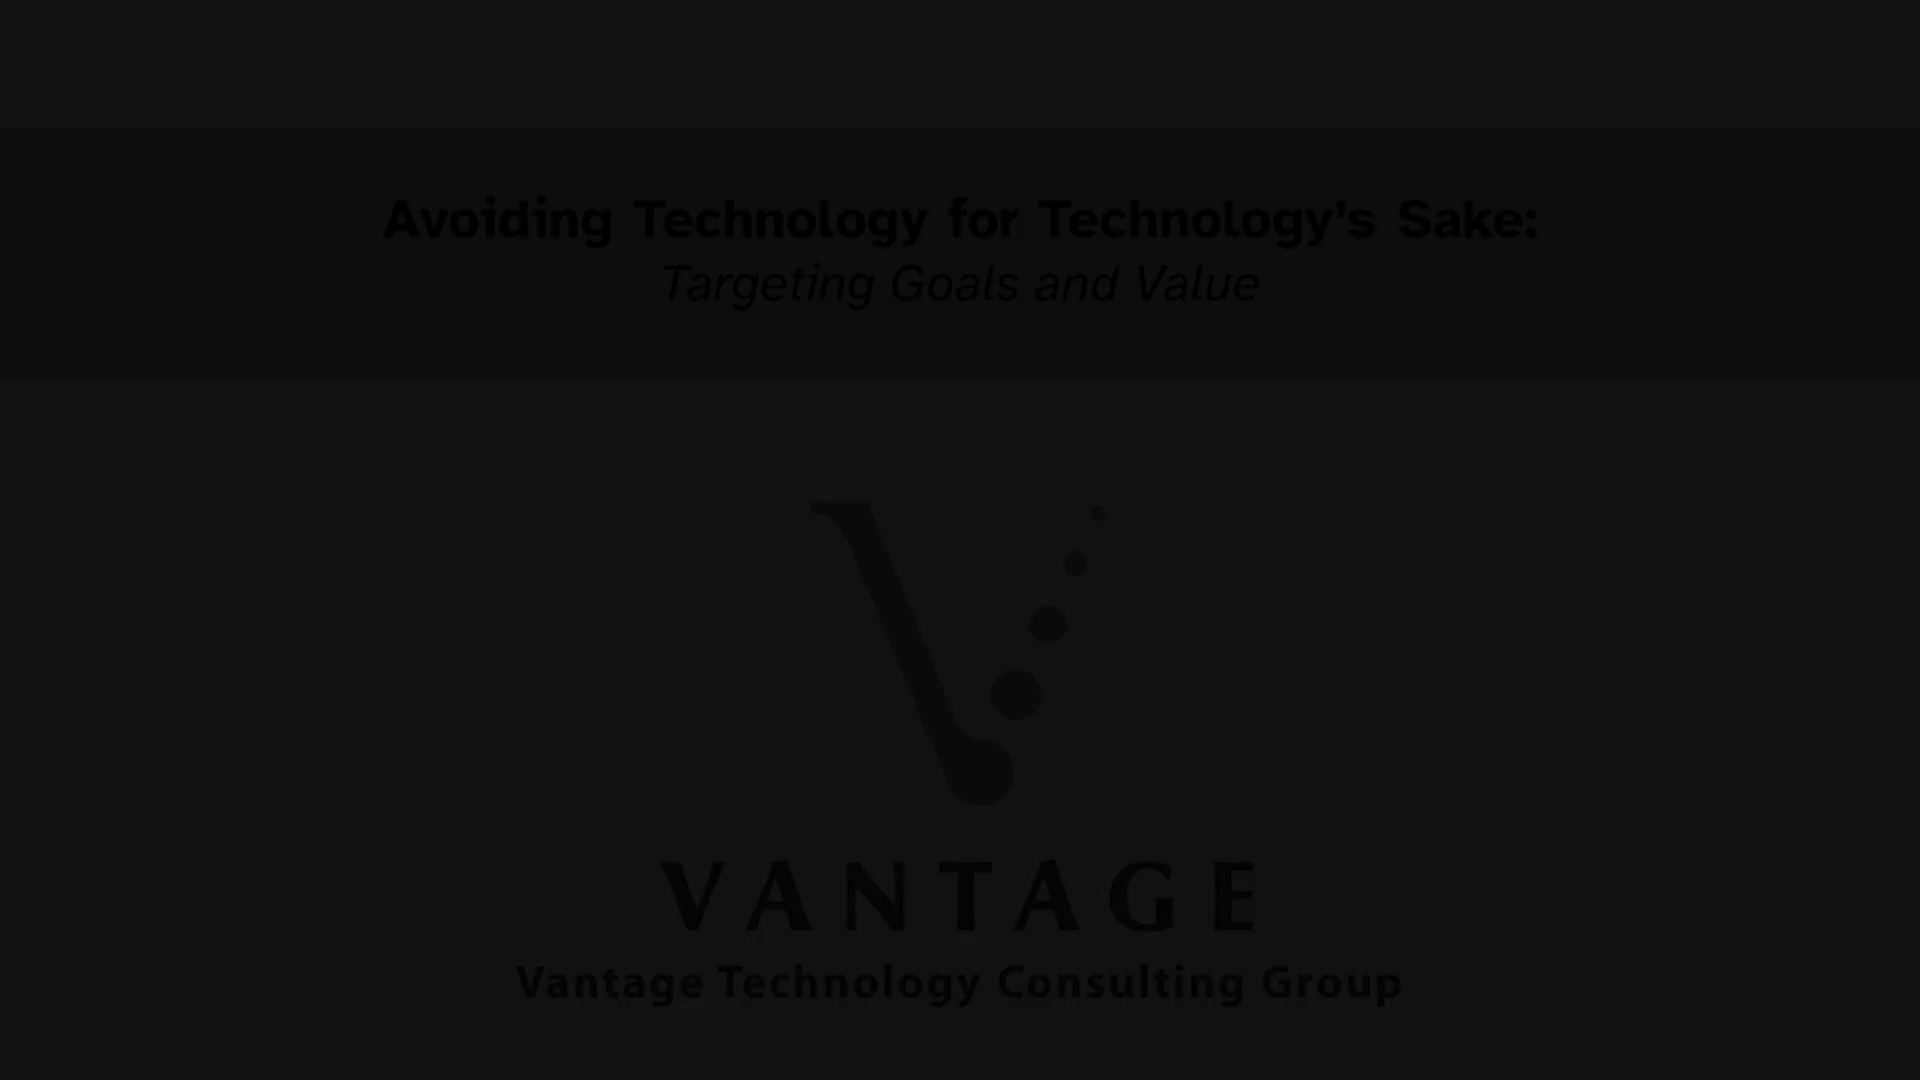 Avoiding Technology for Technology’s Sake:
Targeting Goals and Value
VANTAGE
Vantage Technology Consulting Group